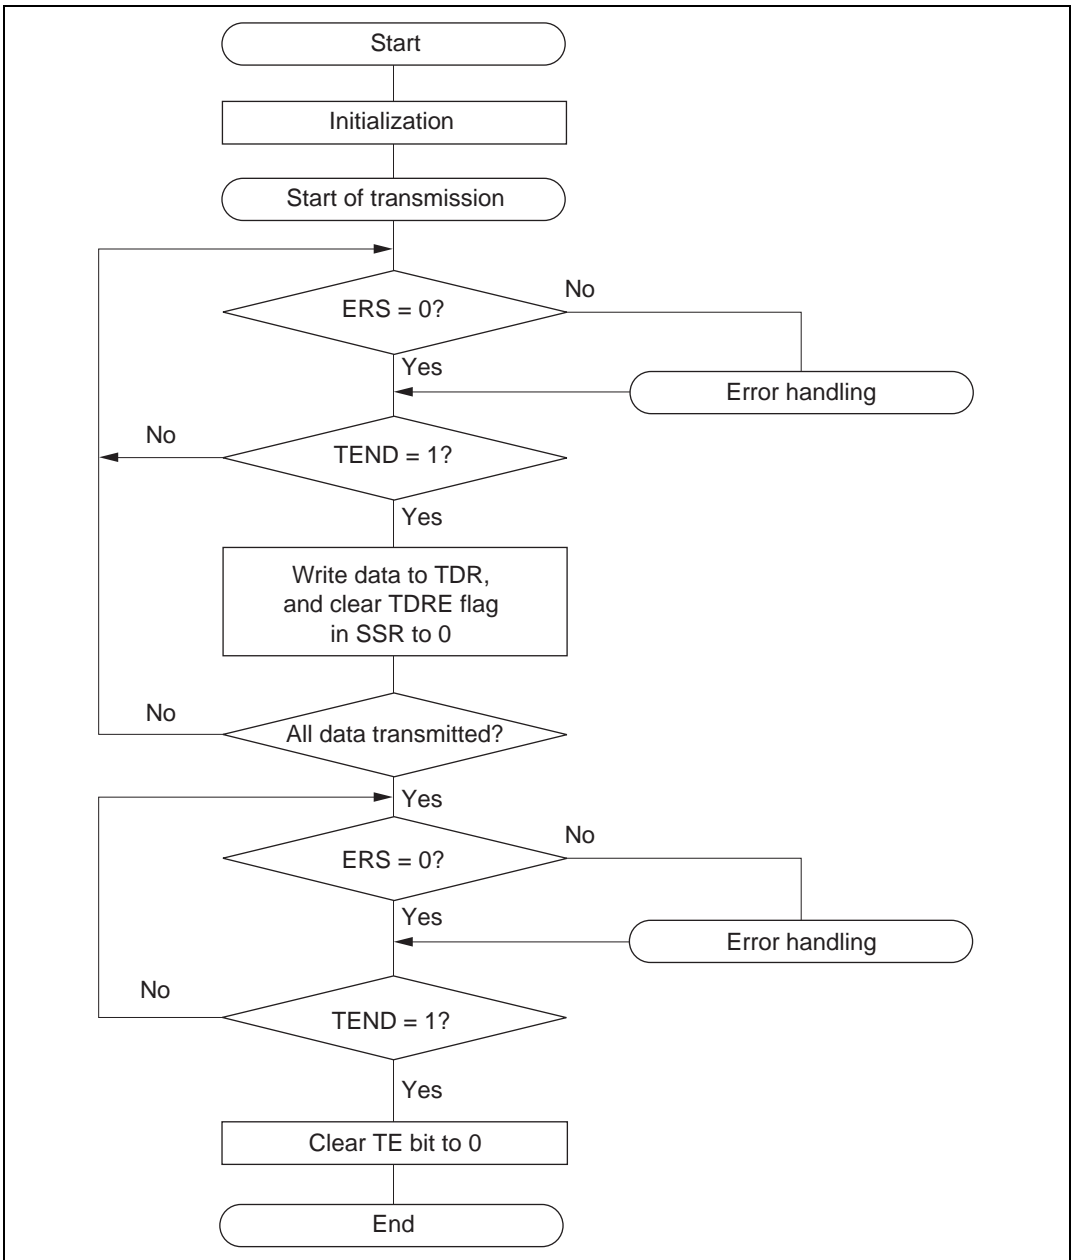 Start
Initialization
Start of transmission
ERS = 0?
No
Yes
Error handling
No
TEND = 1?
Yes
Write data to TDR,
and clear TDRE flag
in SSR to 0
No
All data transmitted?
Yes
ERS = 0?
No
Yes
Error handling
No
TEND = 1?
Yes
Clear TE bit to 0
End